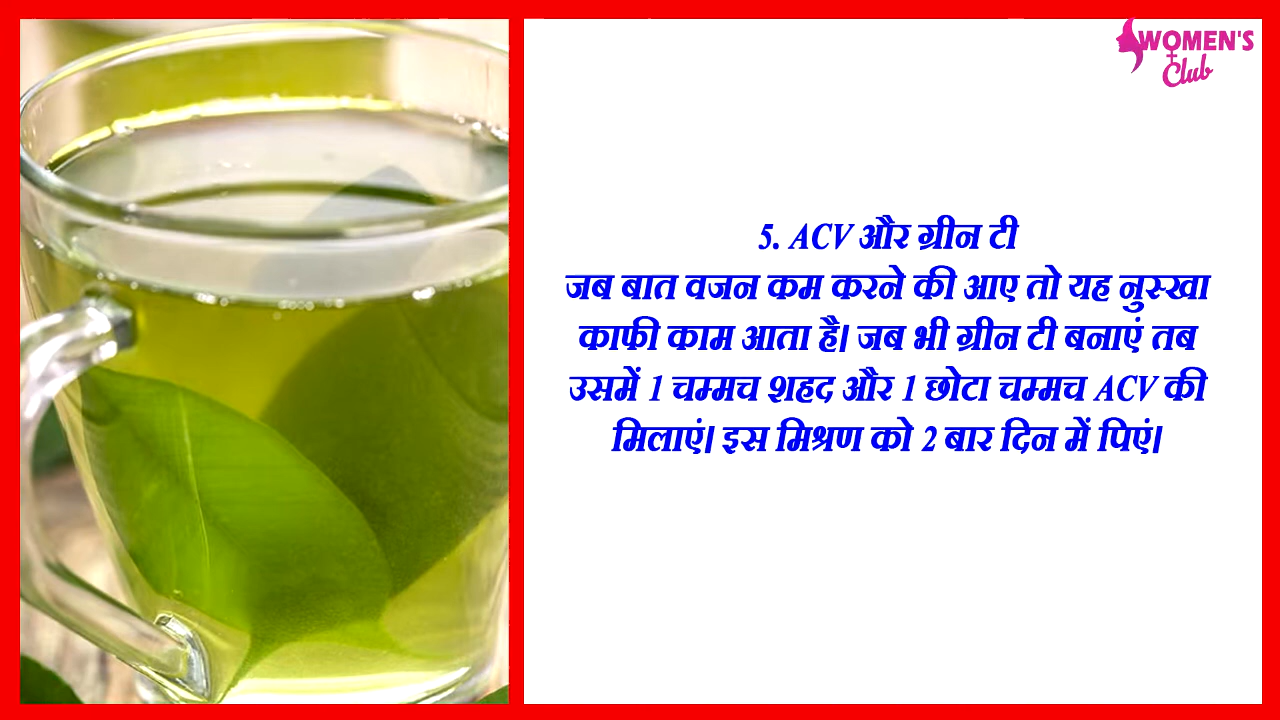 WOMEN'S
Club
5. ACV और ग्रीन टी
जब बात वजन कम करने की आए तो यह नुस्खा
काफी काम आता है। जब भी ग्रीन टी बनाएं तब
उसमें 1 चम्मच शहद और 1 छोटा चम्मच ACV की
मिलाएं। इस मिश्रण को 2 बार दिन में पिएं।